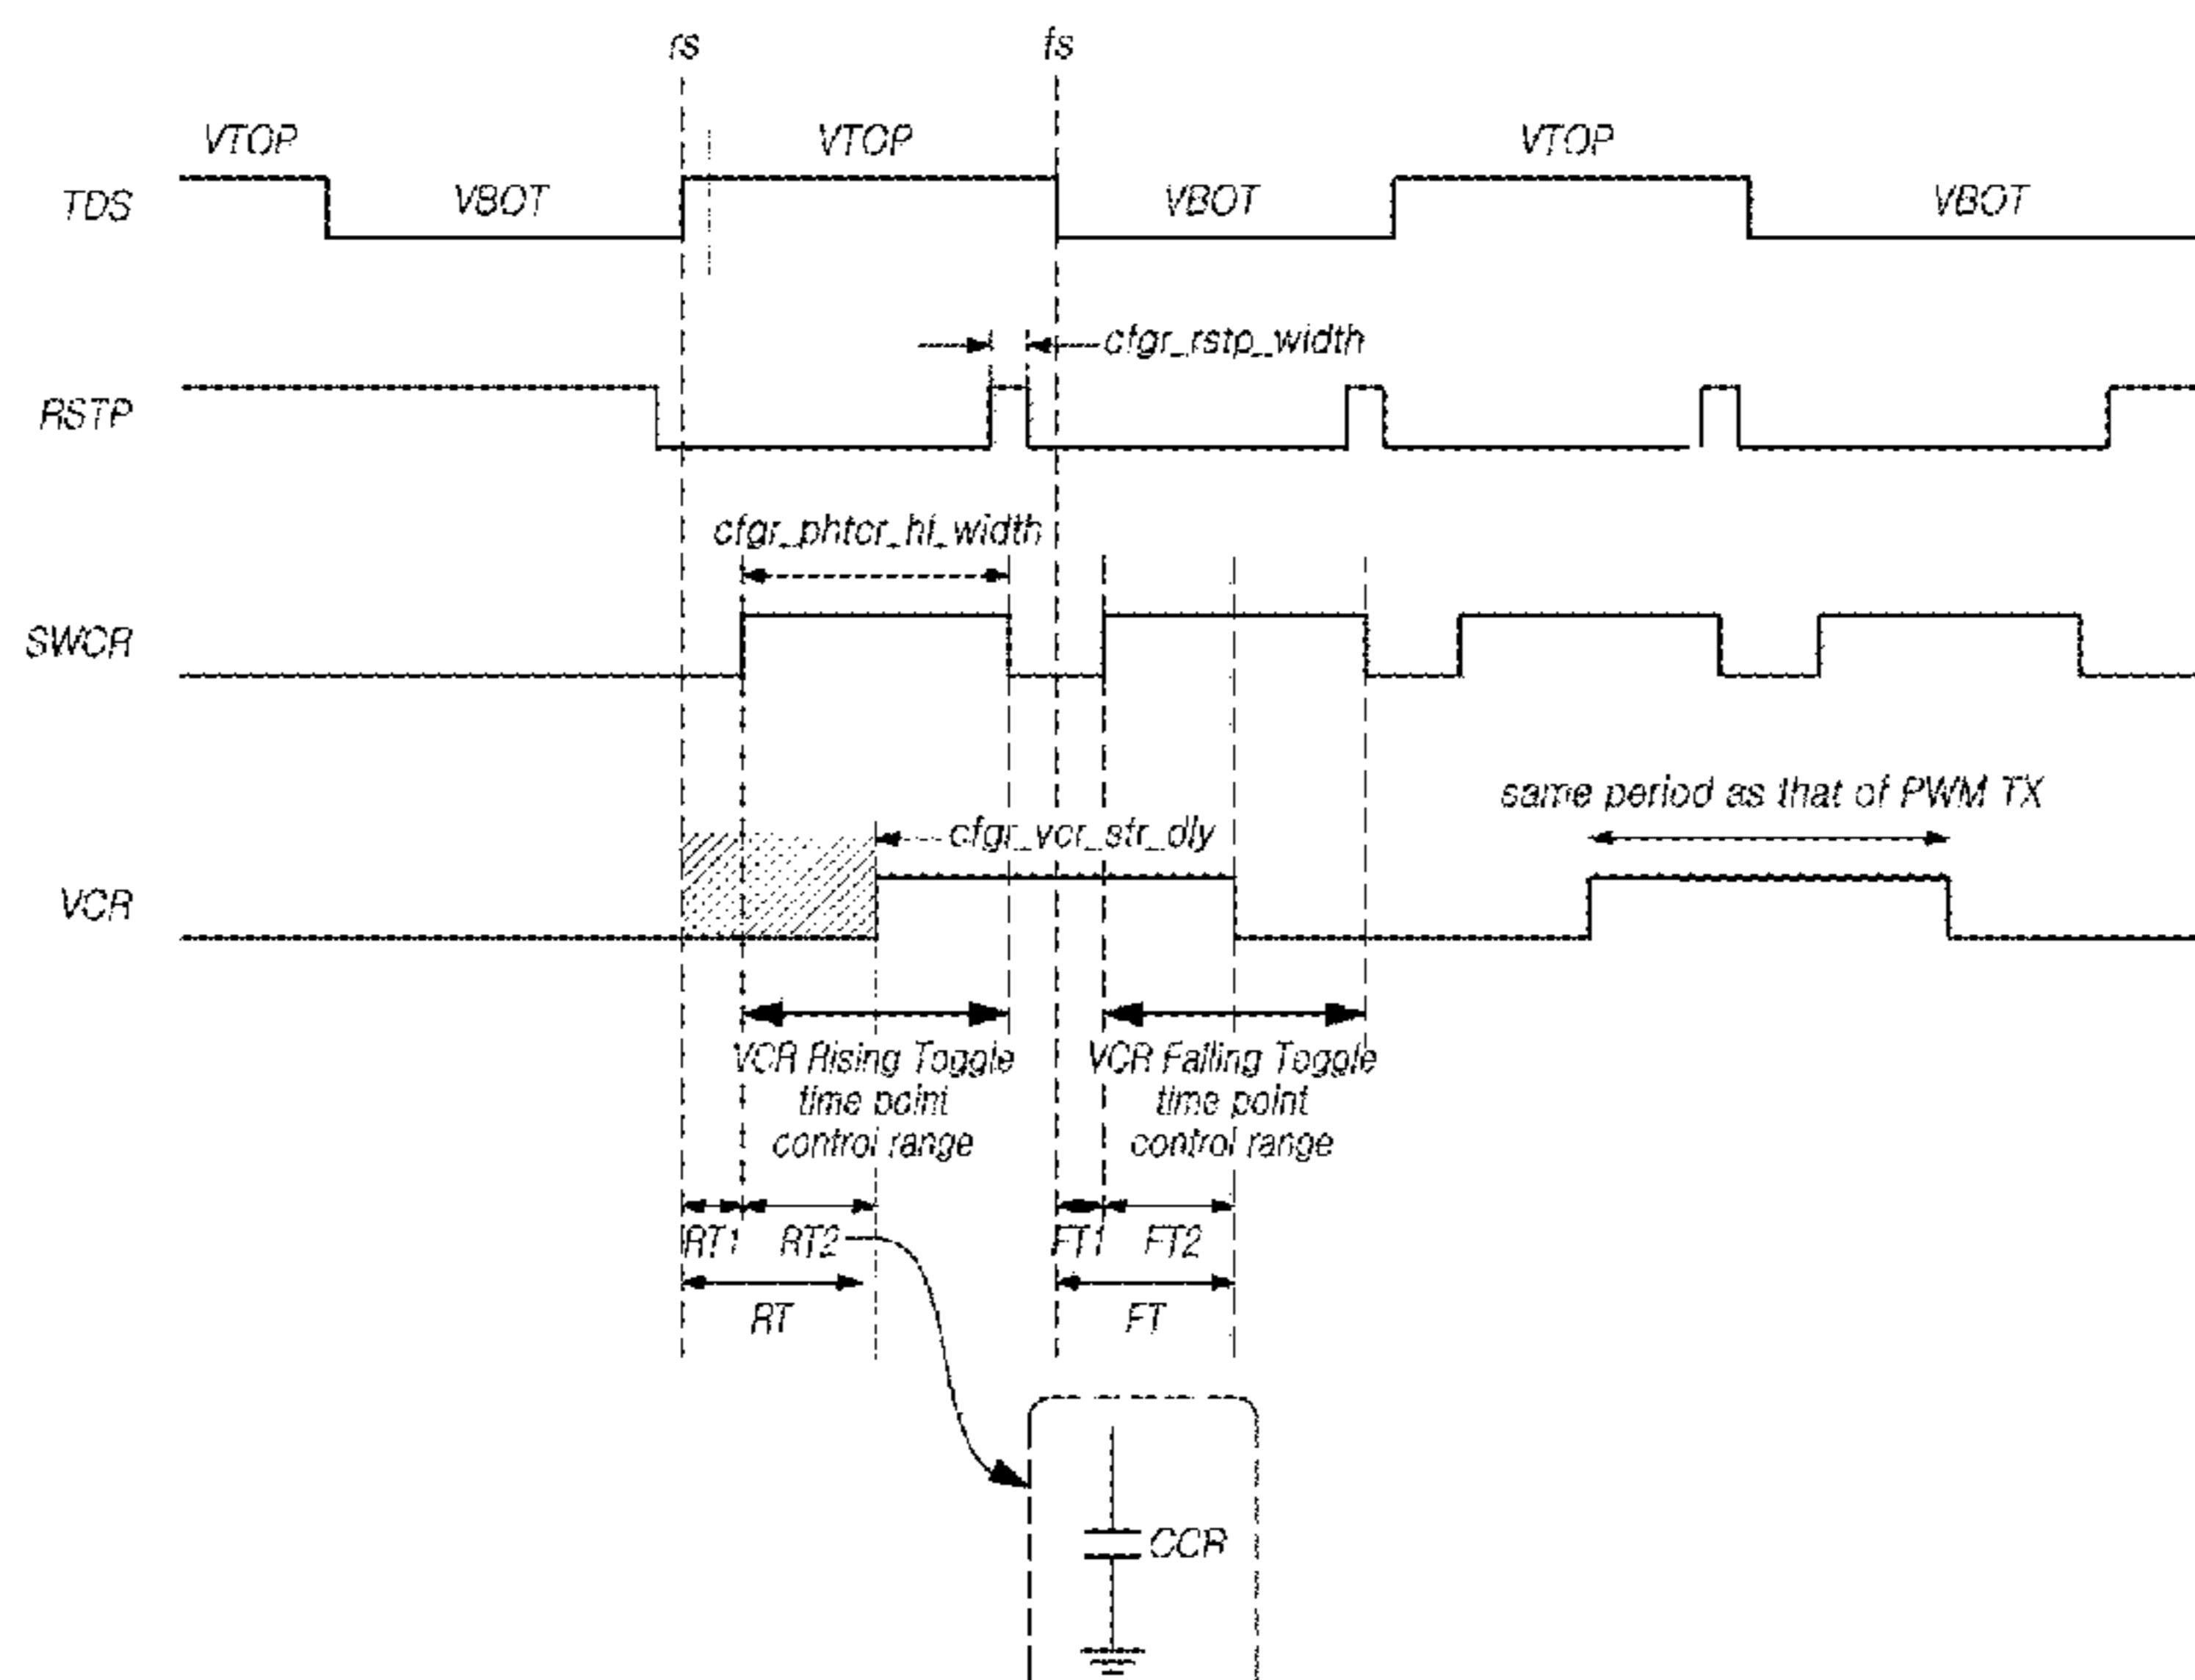 rs fs
VTOP VTOP VTOP
TDS VBOT VBOT VBOT
cfgr_rstp_width
RSTP
cfgr_phtcr_hi_width
SWCR
same period as that of PWM TX
cfgr_vcr_str_dly
VCR
VCR Rising Toggle
time point
control range
VCR Falling Toggle
time point
control range
RT1 RT2 FT1 FT2
RT FT
CCR